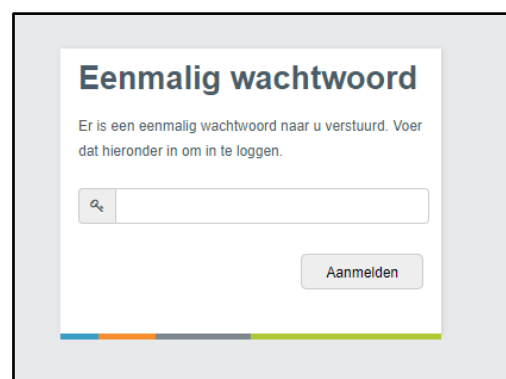 Eenmalig wachtwoord
Er is een eenmalig wachtwoord naar u verstuurd. Voer
dat hieronder in om in te loggen.
Aanmelden